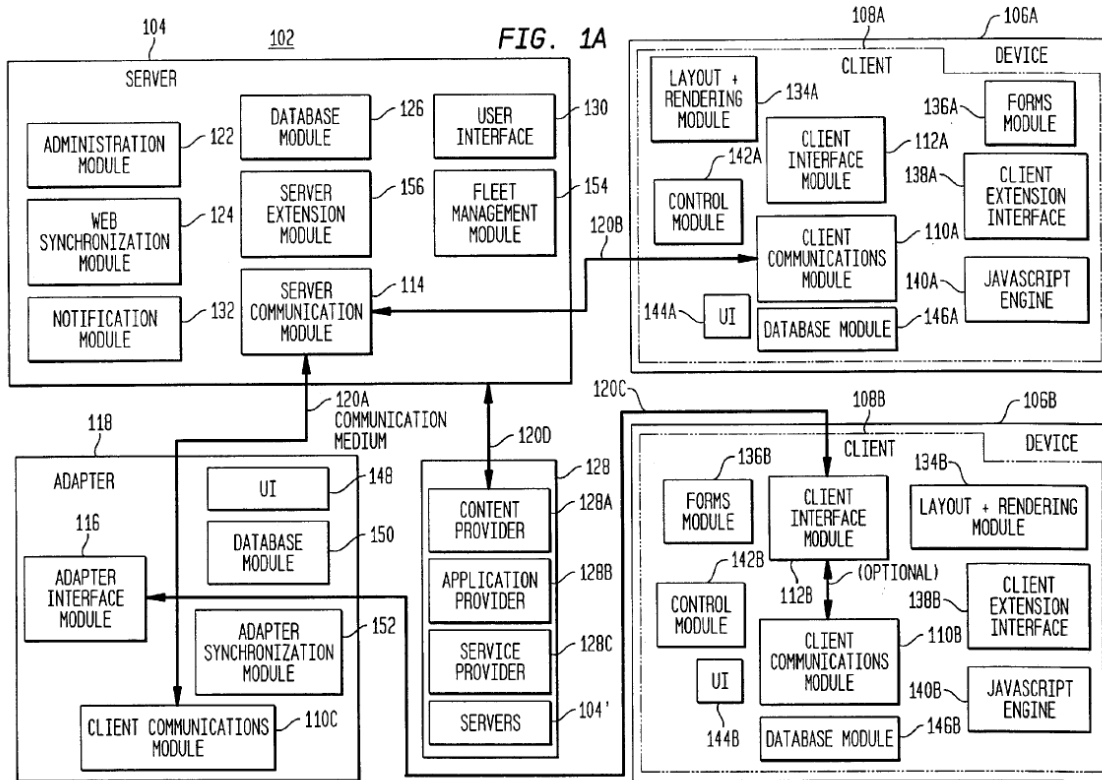 FIG. 1A
104
102
SERVER
ADMINISTRATION
MODULE
122
WEB
SYNCHRONIZATION
MODULE
124
NOTIFICATION
MODULE
132
DATABASE
MODULE
126
SERVER
EXTENSION
MODULE
156
SERVER
COMMUNICATION
MODULE
114
USER
INTERFACE
130
FLEET
MANAGEMENT
MODULE
154
120B
108A
106A
DEVICE
CLIENT
LAYOUT +
RENDERING
MODULE
134A
136A
FORMS
MODULE
142A
CLIENT
INTERFACE
MODULE
112A
138A
CLIENT
EXTENSION
INTERFACE
CONTROL
MODULE
CLIENT
COMMUNICATIONS
MODULE
110A
140A
JAVASCRIPT
ENGINE
144A
UI
DATABASE MODULE
146A
120A
COMMUNICATION
MEDIUM
120D
120C
118
ADAPTER
UI
148
116
DATABASE
MODULE
150
ADAPTER
INTERFACE
MODULE
ADAPTER
SYNCHRONIZATION
MODULE
152
CLIENT COMMUNICATIONS
MODULE
110C
128
CONTENT
PROVIDER
128A
APPLICATION
PROVIDER
128B
SERVICE
PROVIDER
128C
SERVERS
104'
108B
106B
DEVICE
CLIENT
136B
FORMS
MODULE
CLIENT
INTERFACE
MODULE
134B
LAYOUT + RENDERING
MODULE
142B
112B
(OPTIONAL)
CONTROL
MODULE
138B
CLIENT
EXTENSION
INTERFACE
CLIENT
COMMUNICATIONS
MODULE
110B
UI
144B
140B
JAVASCRIPT
ENGINE
DATABASE MODULE
146B